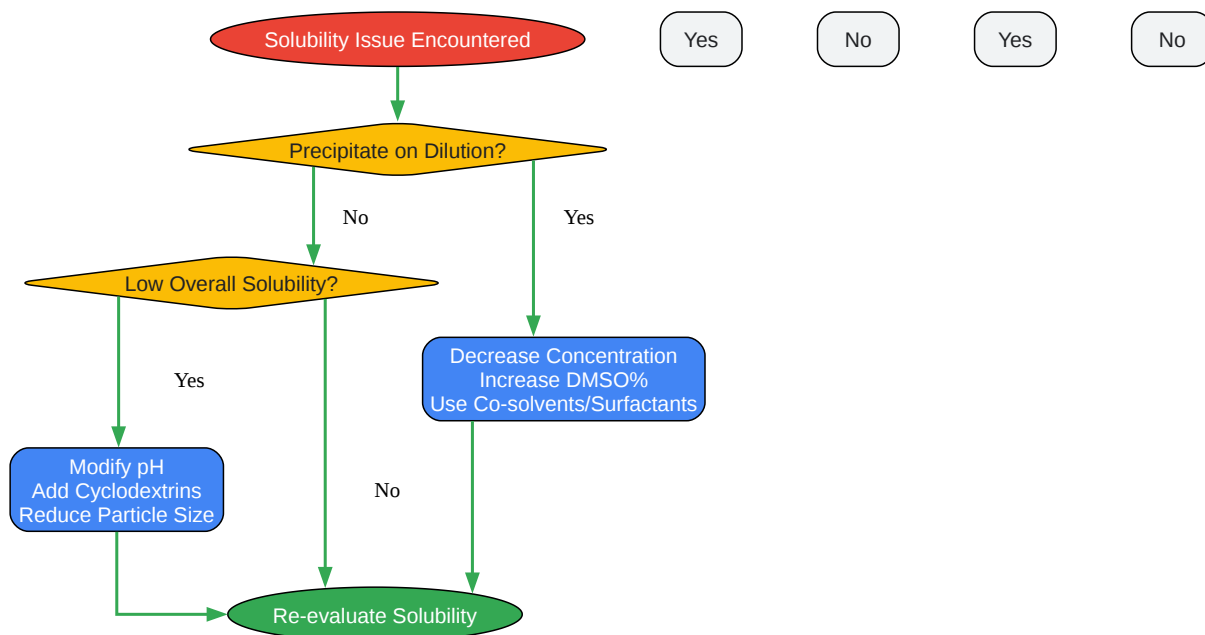 Solubility Issue Encountered
Yes
No
Yes
No
Precipitate on Dilution?
No
Yes
Low Overall Solubility?
Decrease Concentration
Increase DMSO%
Use Co-solvents/Surfactants
Yes
Modify pH
Add Cyclodextrins
Reduce Particle Size
No
Re-evaluate Solubility